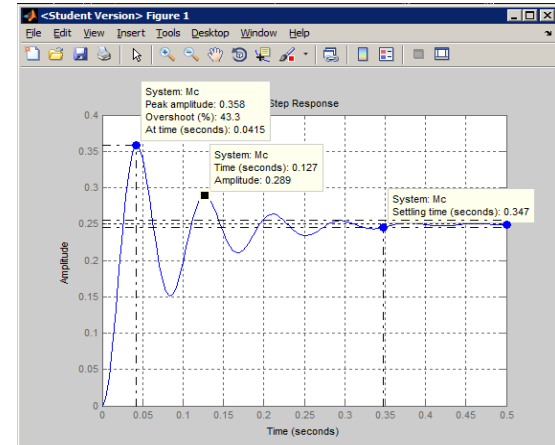 <Student Version> Figure 1
File Edit View Insert Tools Desktop Window Help
Step Response
System: Mc
Peak amplitude: 0.358
Overshoot (%): 43.3
At time (seconds): 0.0415
System: Mc
Time (seconds): 0.127
Amplitude: 0.289
System: Mc
Settling time (seconds): 0.347
Amplitude
0.4
0.35
0.3
0.25
0.2
0.15
0.1
0.05
0
0 0.05 0.1 0.15 0.2 0.25 0.3 0.35 0.4 0.45 0.5
Time (seconds)